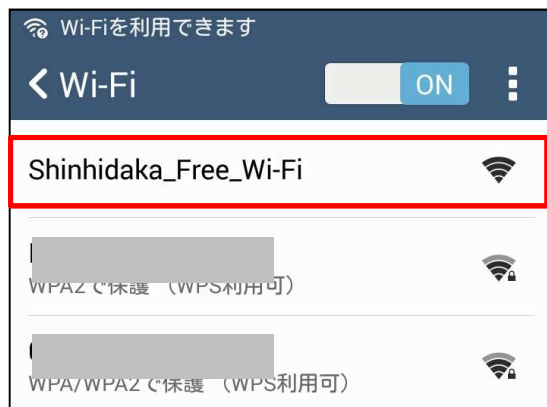 Wi-Fiを利用できます
Wi-Fi
ON
Shinhidaka_Free_Wi-Fi
WPA2で保護 (WPS利用可)
WPA/WPA2で保護 (WPS利用可)